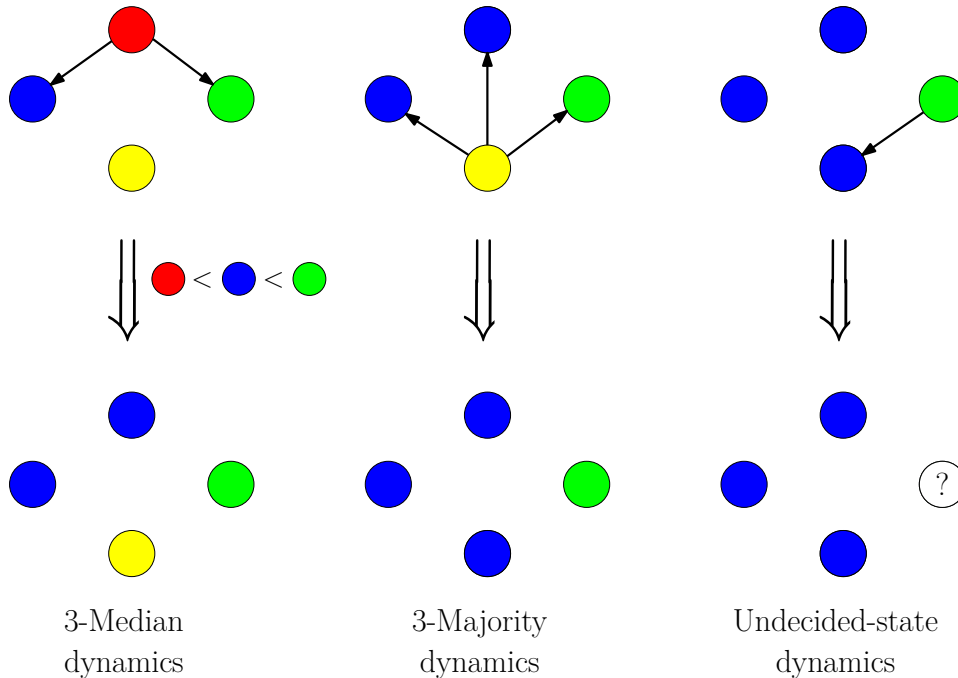 < <
?
3-Median
dynamics
3-Majority
dynamics
Undecided-state
dynamics